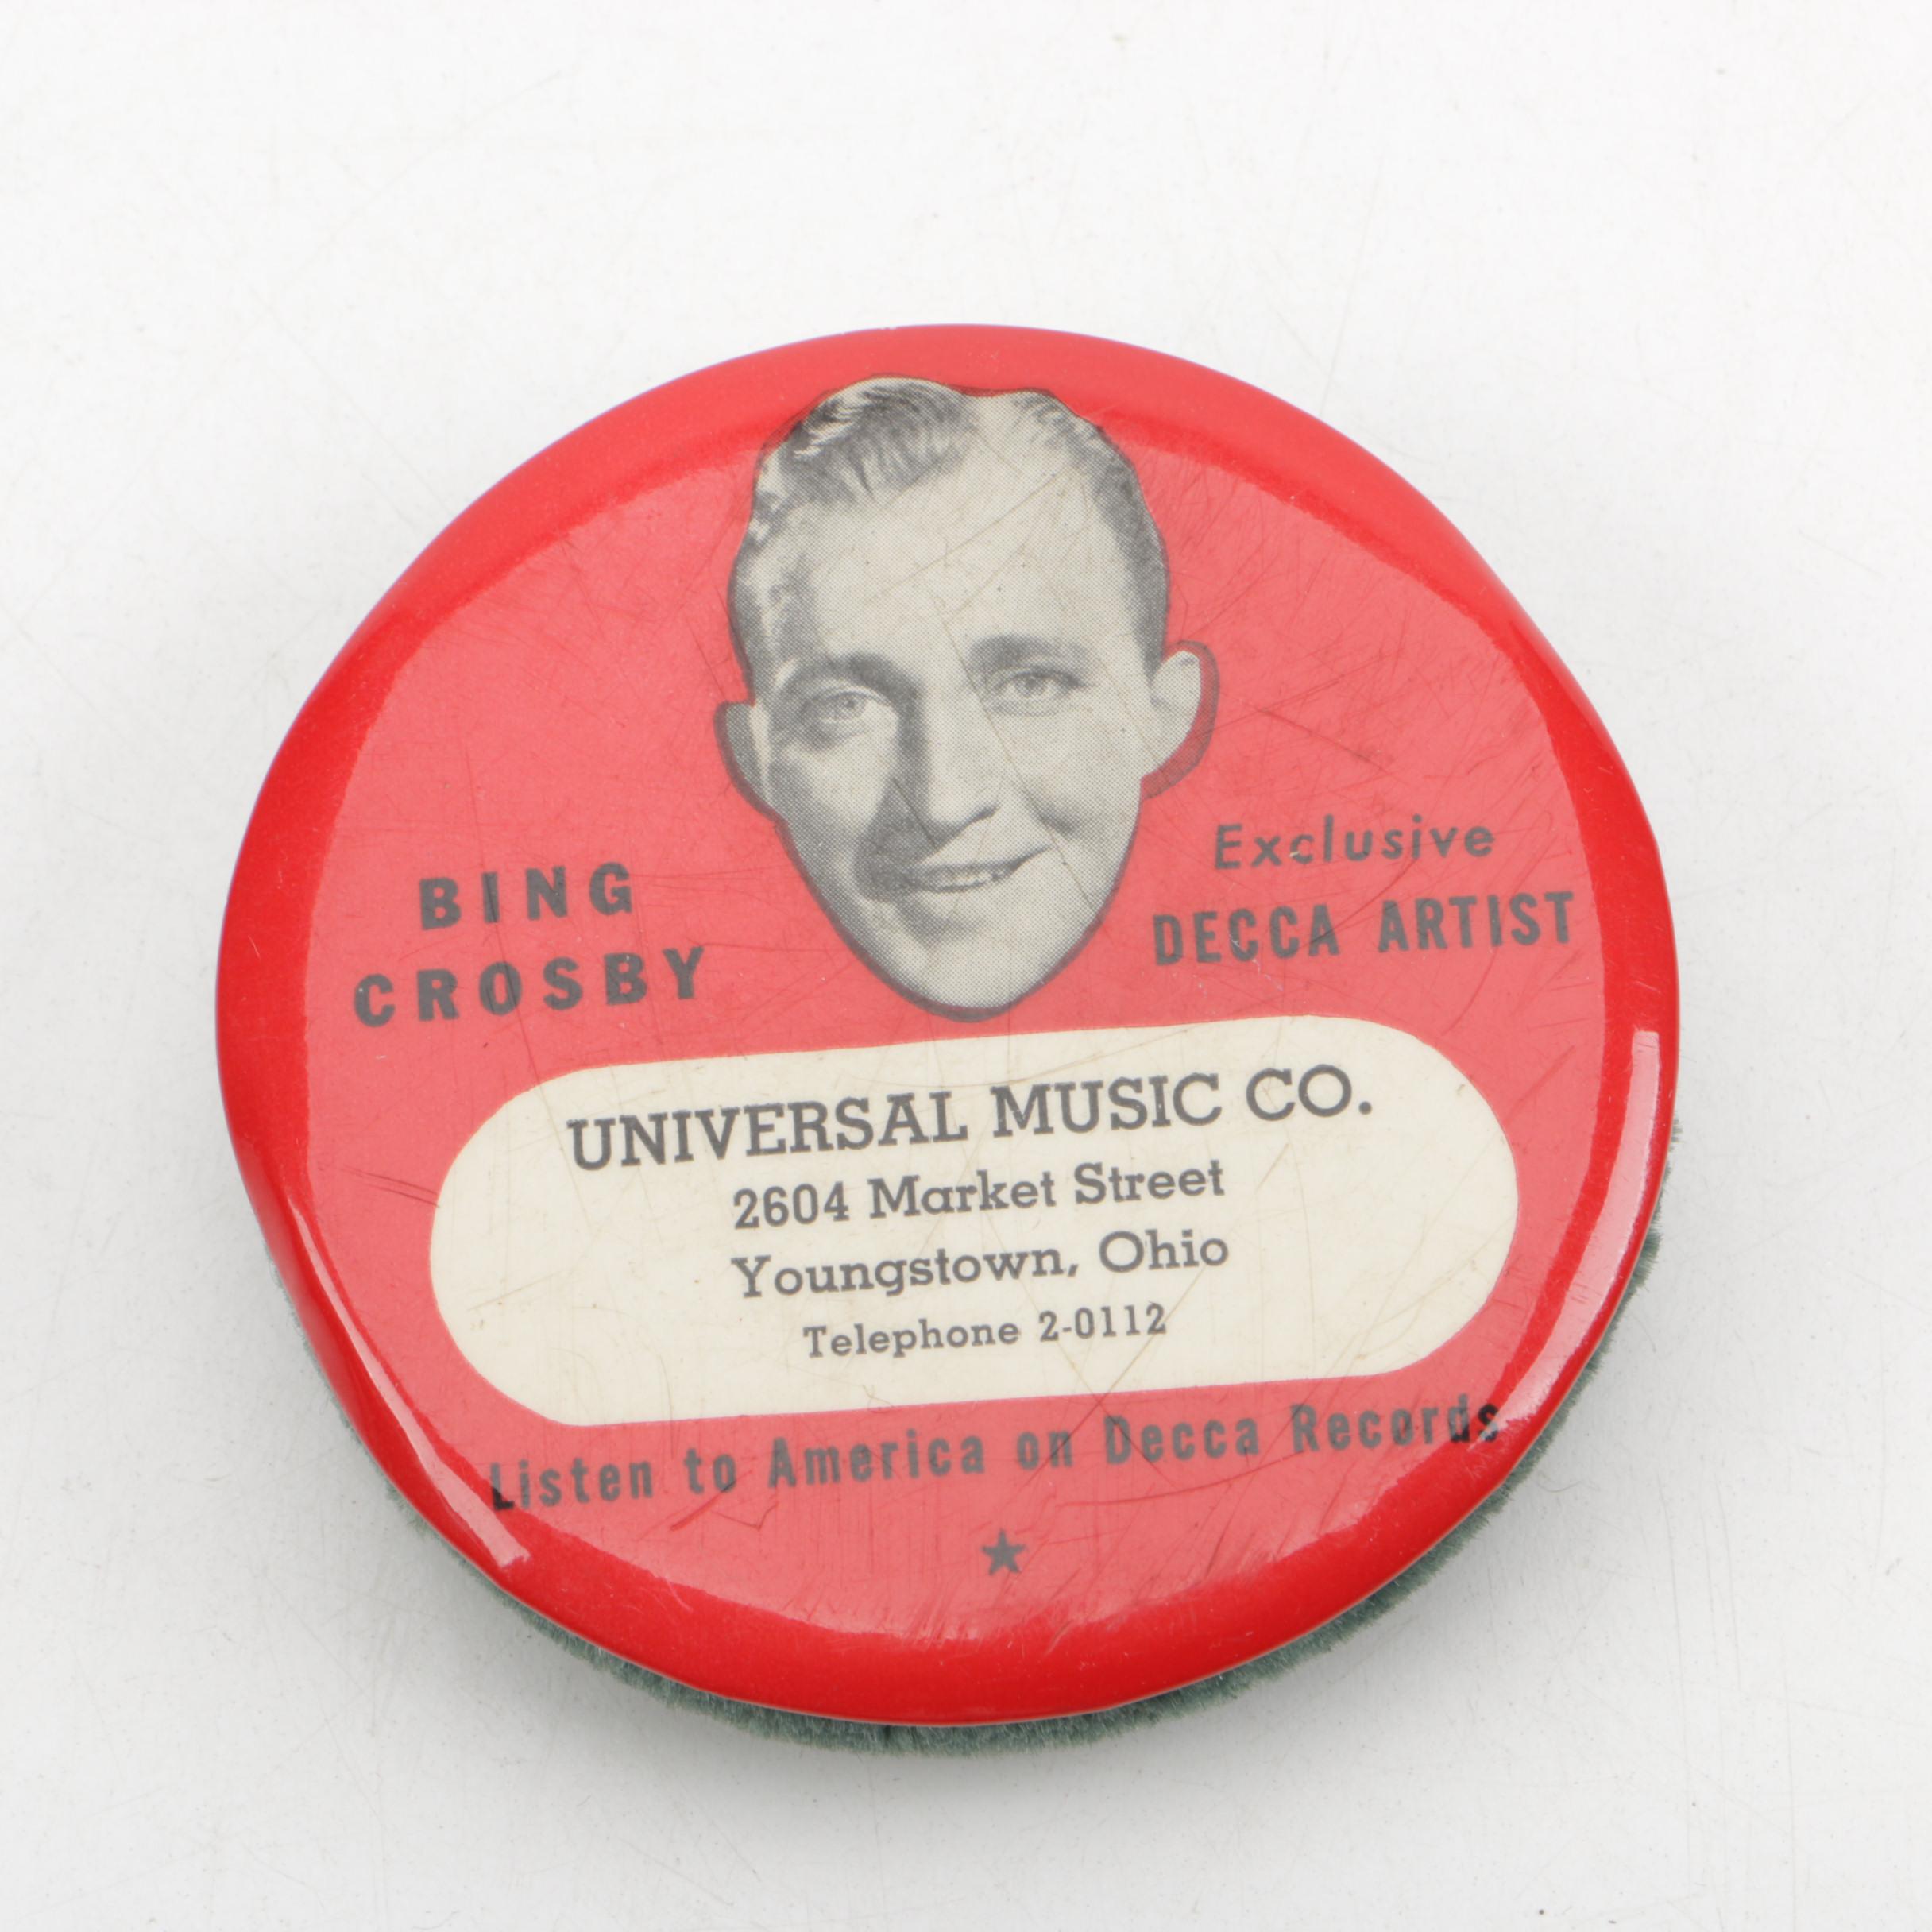 BING
CROSBY
Exclusive
DECCA ARTIST
UNIVERSAL MUSIC CO.
2604 Market Street
Youngstown, Ohio
Telephone 2-0112
Listen to America on Decca Records